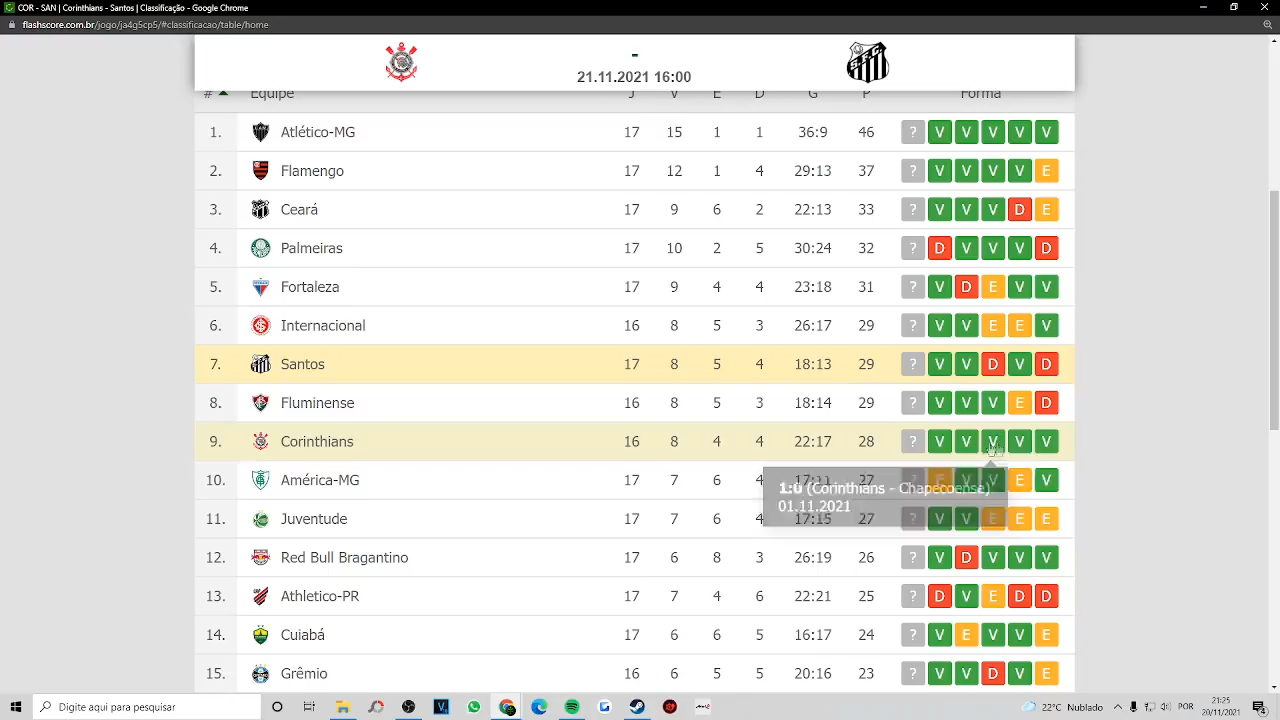 COR - SAN | Corinthians - Santos | Classificação - Google Chrome
flashscore.com.br/jogo/ja4g5cp5/#classificacao/table/home
-
21.11.2021 16:00
# Equipe J V E D G P Forma
1. Atlético-MG 17 15 1 1 36:9 46 ? V V V V V
2. Flamengo 17 12 1 4 29:13 37 ? V V V V E
3. Ceará 17 9 6 2 22:13 33 ? V V V D E
4. Palmeiras 17 10 2 5 30:24 32 ? D V V V D
5. Fortaleza 17 9 4 4 23:18 31 ? V D E V V
6. Internacional 16 8 5 3 26:17 29 ? V V E E V
7. Santos 17 8 5 4 18:13 29 ? V V D V D
8. Fluminense 16 8 5 3 18:14 29 ? V V V E D
9. Corinthians 16 8 4 4 22:17 28 ? V V V V V
10. América-MG 17 7 6 4 17:11 27 ? E V V E V
1:0 (Corinthians - Chapecoense)
01.11.2021
11. Juventude 17 7 6 4 17:15 27 ? V V E E E
12. Red Bull Bragantino 17 6 8 3 26:19 26 ? V D V V V
13. Athletico-PR 17 7 4 6 22:21 25 ? D V E D D
14. Cuiabá 17 6 6 5 16:17 24 ? V E V V E
15. Grêmio 16 6 5 5 20:16 23 ? V V D V E
Digite aqui para pesquisar
22°C Nublado
POR
21:25
20/11/2021